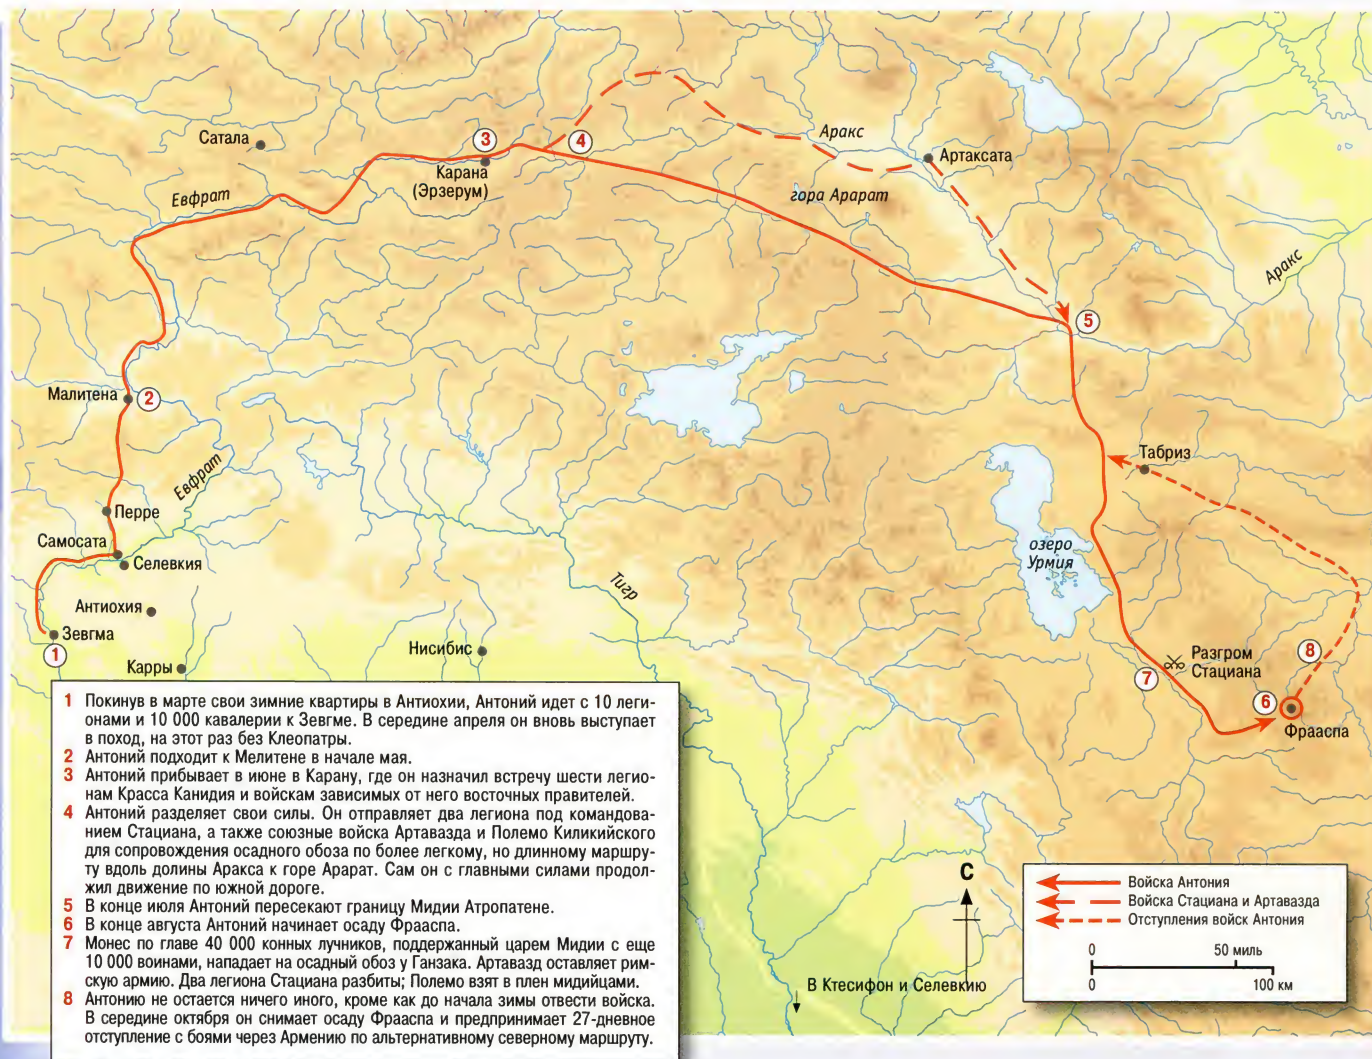 Сатала
Евфрат
3
Карана
(Эрзерум)
4
Аракс
Артаксата
гора Арарат
Аракс
5
Малитена
2
Евфрат
Перре
Самосата
Селевкия
Антиохия
Зевгма
1
Карры
Нисибис
Тигр
озеро
Урмия
Табриз
Разгром
Стациана
7
8
6
Фрааспа
1 Покинув в марте свои зимние квартиры в Антиохии, Антоний идет с 10 леги-
онами и 10 000 кавалерии к Зевгме. В середине апреля он вновь выступает
в поход, на этот раз без Клеопатры.
2 Антоний подходит к Мелитене в начале мая.
3 Антоний прибывает в июне в Карану, где он назначил встречу шести легио-
нам Красса Канидия и войскам зависимых от него восточных правителей.
4 Антоний разделяет свои силы. Он отправляет два легиона под командова-
нием Стациана, а также союзные войска Артавазда и Полемо Киликийского
для сопровождения осадного обоза по более легкому, но длинному маршру-
ту вдоль долины Аракса к горе Арарат. Сам он с главными силами продол-
жил движение по южной дороге.
5 В конце июля Антоний пересекают границу Мидии Атропатене.
6 В конце августа Антоний начинает осаду Фрааспа.
7 Монес по главе 40 000 конных лучников, поддержанный царем Мидии с еще
10 000 воинами, нападает на осадный обоз у Ганзака. Артавазд оставляет рим-
скую армию. Два легиона Стациана разбиты; Полемо взят в плен мидийцами.
8 Антонию не остается ничего иного, кроме как до начала зимы отвести войска.
В середине октября он снимает осаду Фрааспа и предпринимает 27-дневное
отступление с боями через Армению по альтернативному северному маршруту.
С
В Ктесифон и Селевкию
Войска Антония
Войска Стациана и Артавазда
Отступления войск Антония
0 50 миль
0 100 км